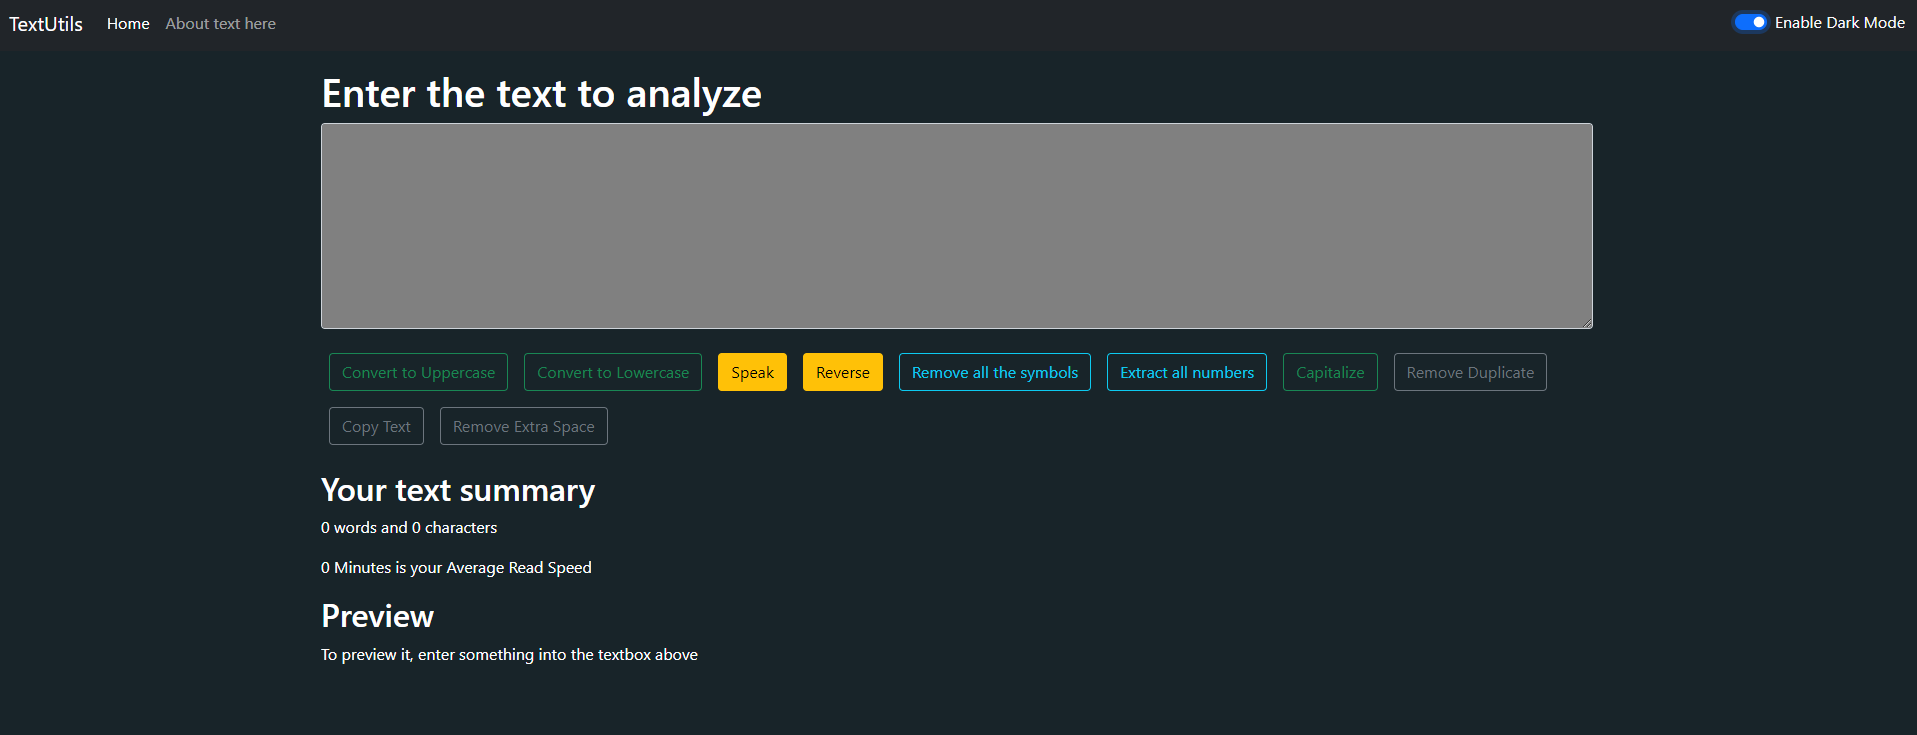 TextUtils Home About text here Enable Dark Mode
Enter the text to analyze
Convert to Uppercase Convert to Lowercase Speak Reverse Remove all the symbols Extract all numbers Capitalize Remove Duplicate
Copy Text Remove Extra Space
Your text summary
0 words and 0 characters
0 Minutes is your Average Read Speed
Preview
To preview it, enter something into the textbox above